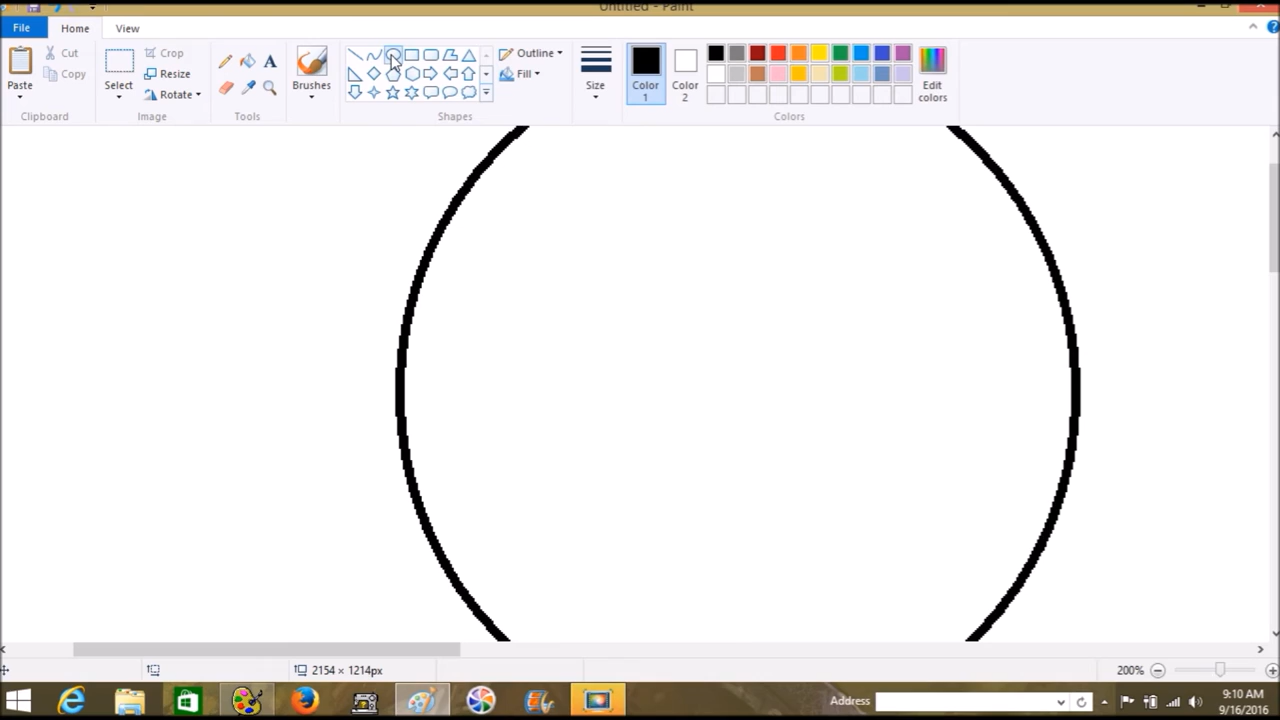 Untitled - Paint
File Home View
Paste
Cut
Copy
Clipboard
Select
Crop
Resize
Rotate
Image
Tools
Brushes
Shapes
Outline
Fill
Size
Color 1
Color 2
Edit colors
Colors
2154 × 1214px
200%
Address
9:10 AM
9/16/2016